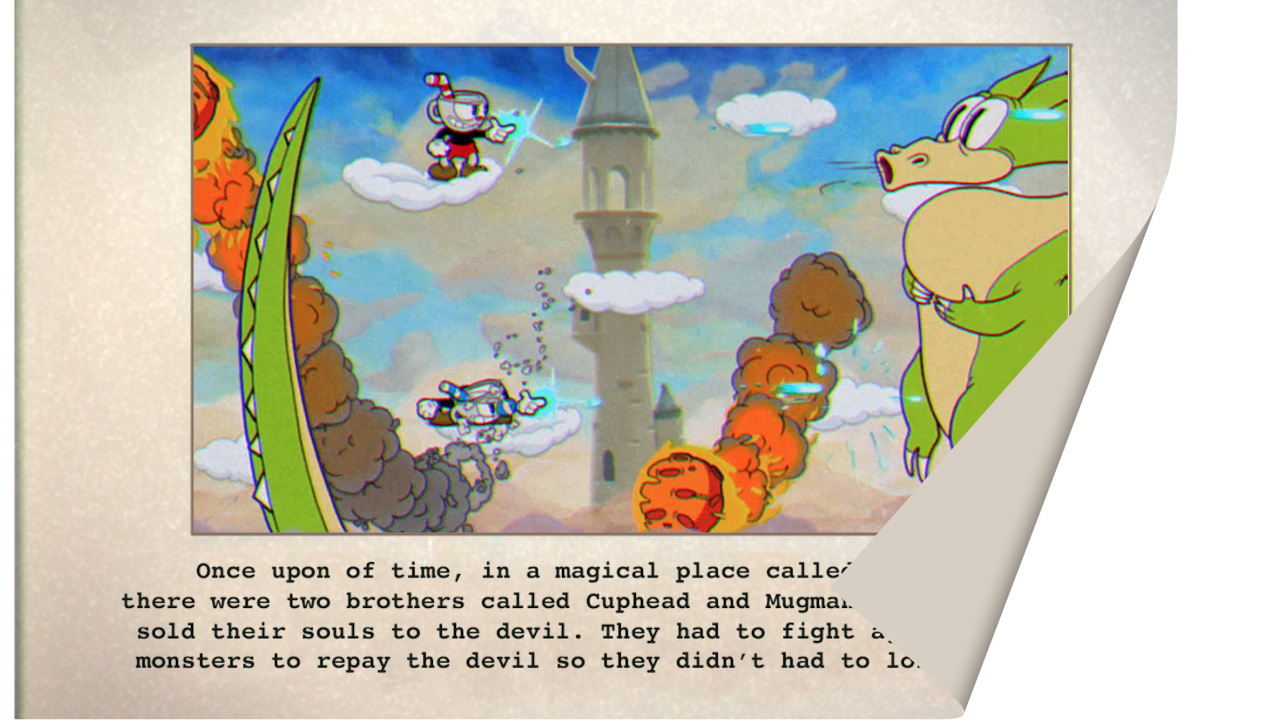 Once upon of time, in a magical place called
there were two brothers called Cuphead and
sold their souls to the devil. They had to fight
monsters to repay the devil so they didn't had to